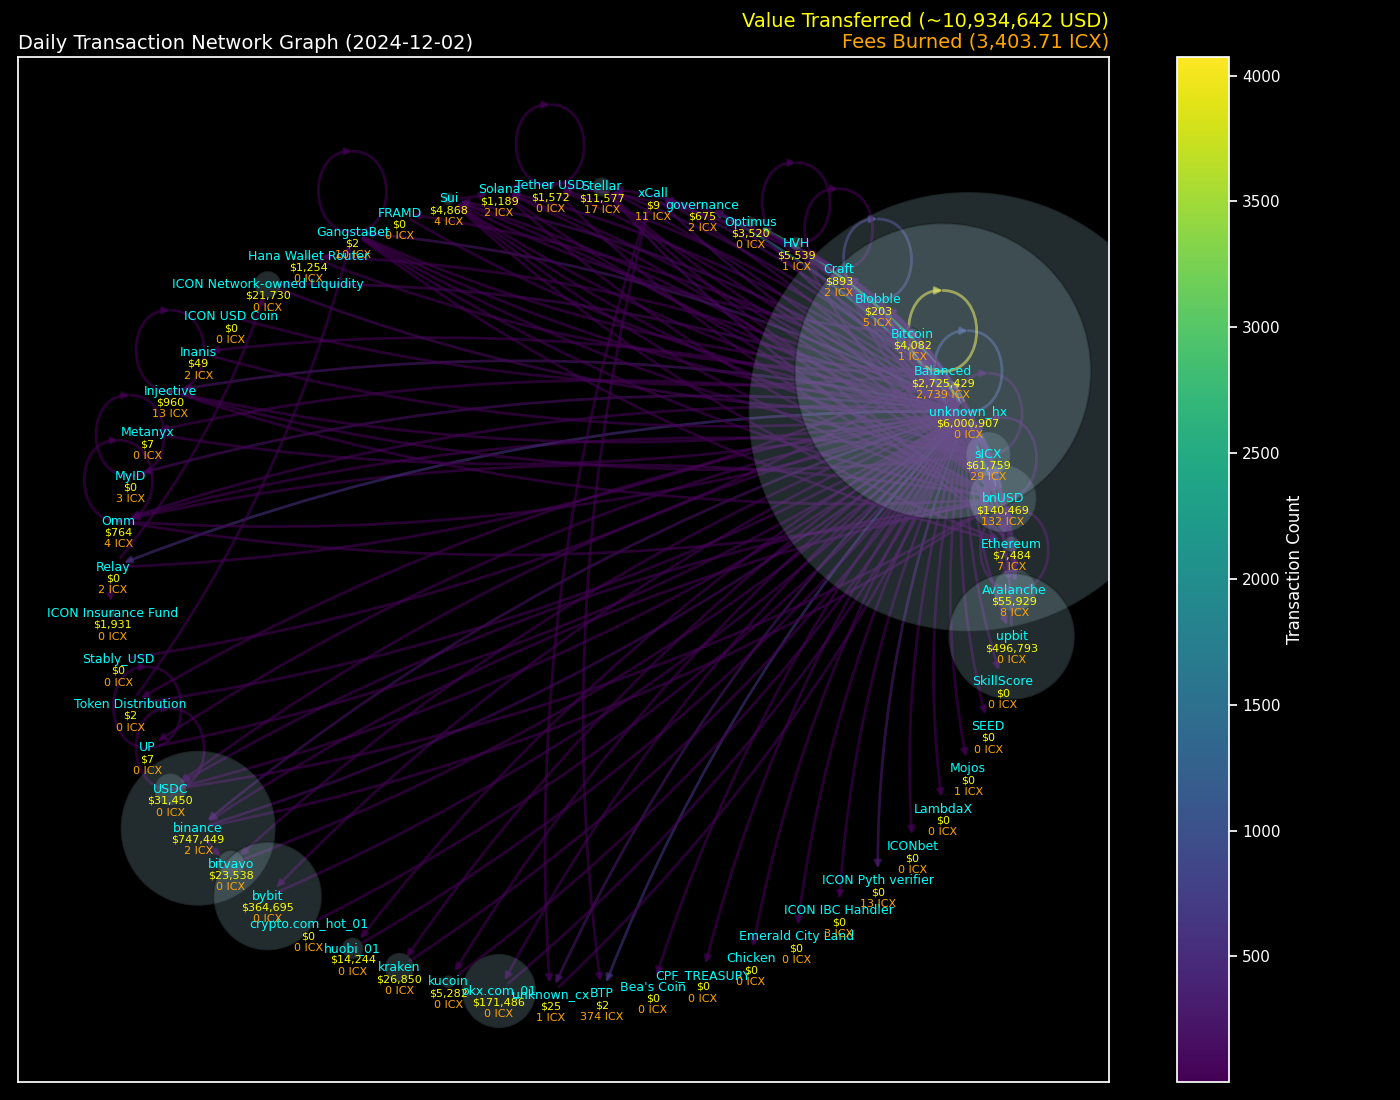 Value Transferred (~10,934,642 USD)
Daily Transaction Network Graph (2024-12-02)
Fees Burned (3,403.71 ICX)
Tether USD
$1,572
0 ICX
Stellar
$11,577
17 ICX
Solana
$1,189
2 ICX
xCall
$9
11 ICX
Sui
$4,868
4 ICX
governance
$675
2 ICX
FRAMD
$0
0 ICX
Optimus
$3,520
0 ICX
GangstaBet
$2
10 ICX
HVH
$5,539
1 ICX
Hana Wallet Router
$1,254
0 ICX
Craft
$893
2 ICX
ICON Network-owned Liquidity
$21,730
0 ICX
Blobble
$203
5 ICX
ICON USD Coin
$0
0 ICX
Bitcoin
$4,082
1 ICX
Inanis
$49
2 ICX
Balanced
$2,725,429
2,739 ICX
Injective
$960
13 ICX
unknown_hx
$6,000,907
0 ICX
Metanyx
$7
0 ICX
sICX
$61,759
29 ICX
MyID
$0
3 ICX
bnUSD
$140,469
132 ICX
Omm
$764
4 ICX
Ethereum
$7,484
7 ICX
Relay
$0
2 ICX
Avalanche
$55,929
8 ICX
ICON Insurance Fund
$1,931
0 ICX
upbit
$496,793
0 ICX
Stably_USD
$0
0 ICX
SkillScore
$0
0 ICX
Token Distribution
$2
0 ICX
SEED
$0
0 ICX
UP
$7
0 ICX
Mojos
$0
1 ICX
USDC
$31,450
0 ICX
LambdaX
$0
0 ICX
binance
$747,449
2 ICX
ICONbet
$0
0 ICX
bitvavo
$23,538
0 ICX
ICON Pyth verifier
$0
13 ICX
bybit
$364,695
0 ICX
ICON IBC Handler
$0
3 ICX
crypto.com_hot_01
$0
0 ICX
Emerald City Land
$0
0 ICX
huobi_01
$14,244
0 ICX
Chicken
$0
0 ICX
kraken
$26,850
0 ICX
CPF_TREASURY
$0
0 ICX
kucoin
$5,282
0 ICX
Bea's Coin
$0
0 ICX
okx.com_01
$171,486
0 ICX
unknown_cx
$25
1 ICX
BTP
$2
374 ICX
4000
3500
3000
2500
2000
1500
1000
500
Transaction Count